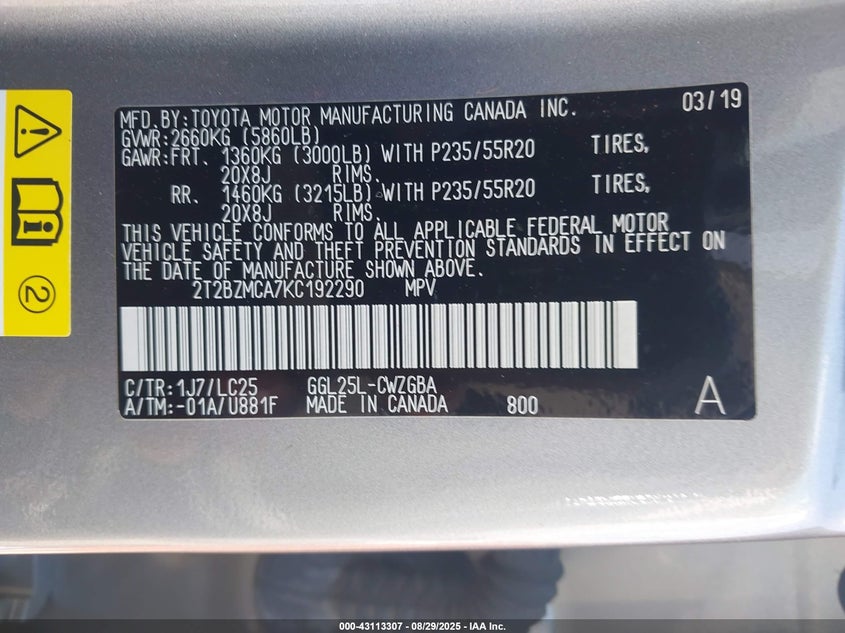 MFD.BY:TOYOTA MOTOR MANUFACTURING CANADA INC. 03/19
GVWR:2660KG (5860LB)
GAWR:FRT. 1360KG (3000LB) WITH P235/55R20 TIRES,
20X8J RIMS.
RR. 1460KG (3215LB) WITH P235/55R20 TIRES,
20X8J RIMS.
THIS VEHICLE CONFORMS TO ALL APPLICABLE FEDERAL MOTOR
VEHICLE SAFETY AND THEFT PREVENTION STANDARDS IN EFFECT ON
THE DATE OF MANUFACTURE SHOWN ABOVE.
2T2BZMCA7KC192290 MPV
C/TR:1J7/LC25 GGL25L-CWZGBA
A/TM:-01A/U881F MADE IN CANADA 800 A
2
000-43113307 - 08/29/2025 - IAA Inc.